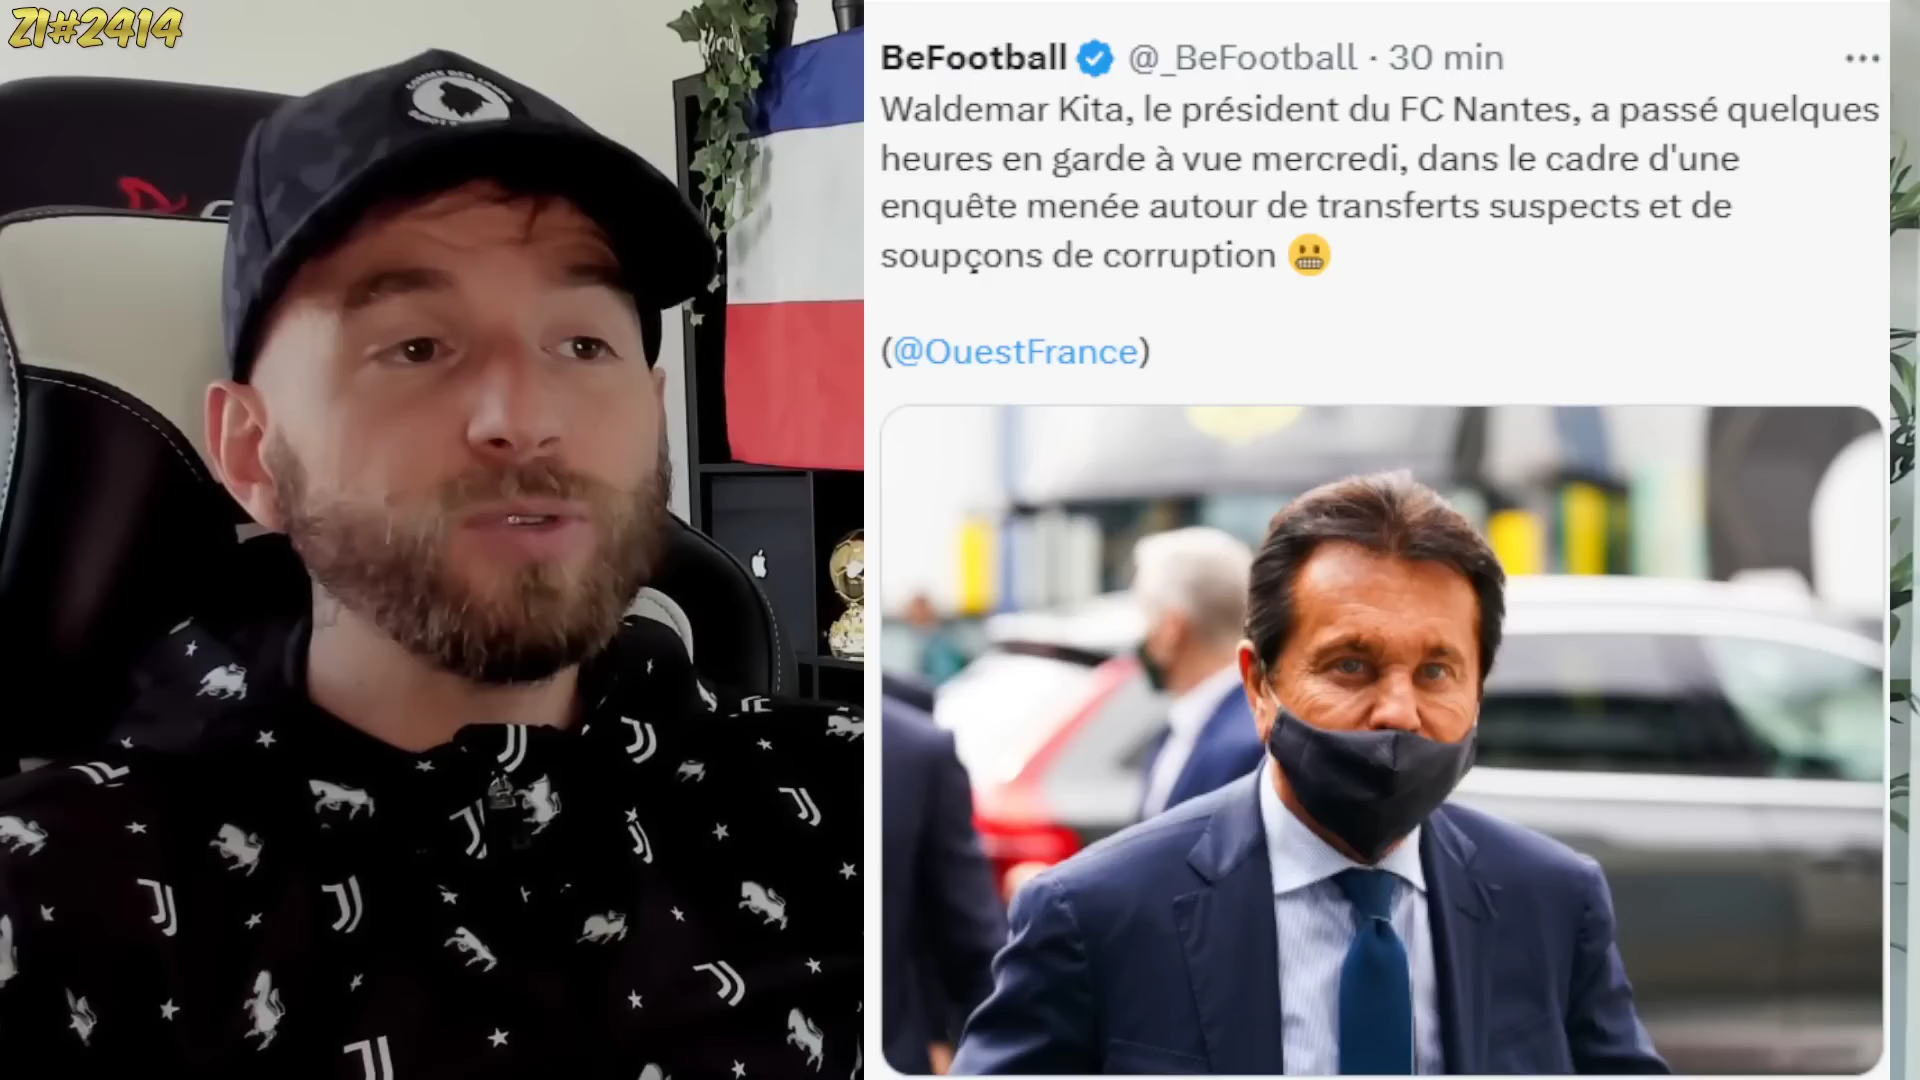 ZI#2414
BeFootball @_BeFootball · 30 min
Waldemar Kita, le président du FC Nantes, a passé quelques
heures en garde à vue mercredi, dans le cadre d'une
enquête menée autour de transferts suspects et de
soupçons de corruption 😬
(@OuestFrance)